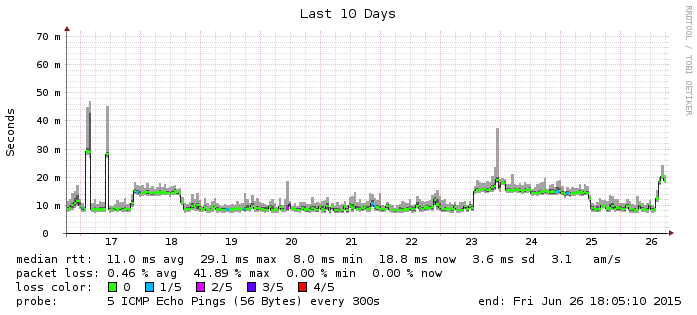 Last 10 Days
RRDTOOL / TOBI OETIKER
Seconds
70 m
60 m
50 m
40 m
30 m
20 m
10 m
0
17 18 19 20 21 22 23 24 25 26
median rtt: 11.0 ms avg 29.1 ms max 8.0 ms min 18.8 ms now 3.6 ms sd 3.1 am/s
packet loss: 0.46 % avg 41.89 % max 0.00 % min 0.00 % now
loss color: 0 1/5 2/5 3/5 4/5
probe: 5 ICMP Echo Pings (56 Bytes) every 300s end: Fri Jun 26 18:05:10 2015